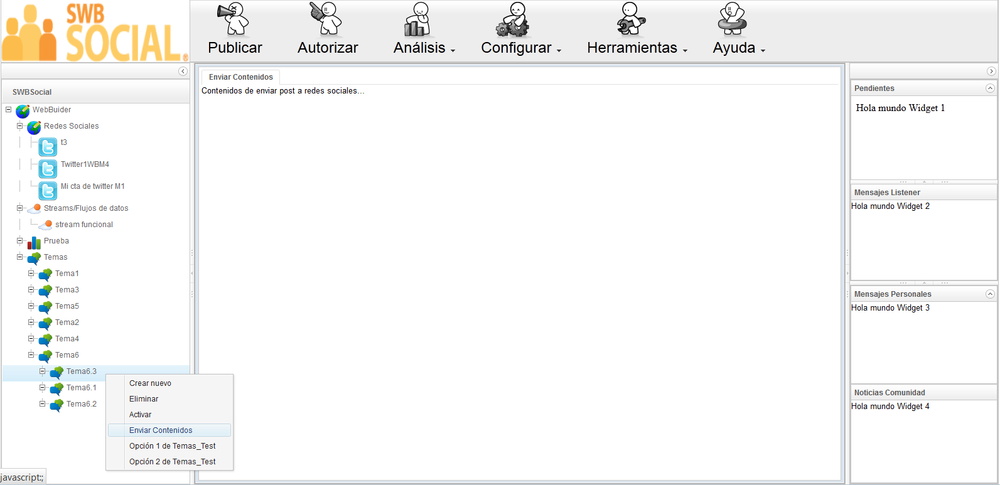 SWB
SOCIAL®
Publicar
Autorizar
Análisis
Configurar
Herramientas
Ayuda
SWBSocial
WebBuider
Redes Sociales
t3
Twitter1WBM4
Mi cta de twitter M1
Streams/Flujos de datos
stream funcional
Prueba
Temas
Tema1
Tema3
Tema5
Tema2
Tema4
Tema6
Tema6.3
Tema6.1
Tema6.2
Crear nuevo
Eliminar
Activar
Enviar Contenidos
Opción 1 de Temas_Test
Opción 2 de Temas_Test
javascript:;
Enviar Contenidos
Contenidos de enviar post a redes sociales...
Pendientes
Hola mundo Widget 1
Mensajes Listener
Hola mundo Widget 2
Mensajes Personales
Hola mundo Widget 3
Noticias Comunidad
Hola mundo Widget 4